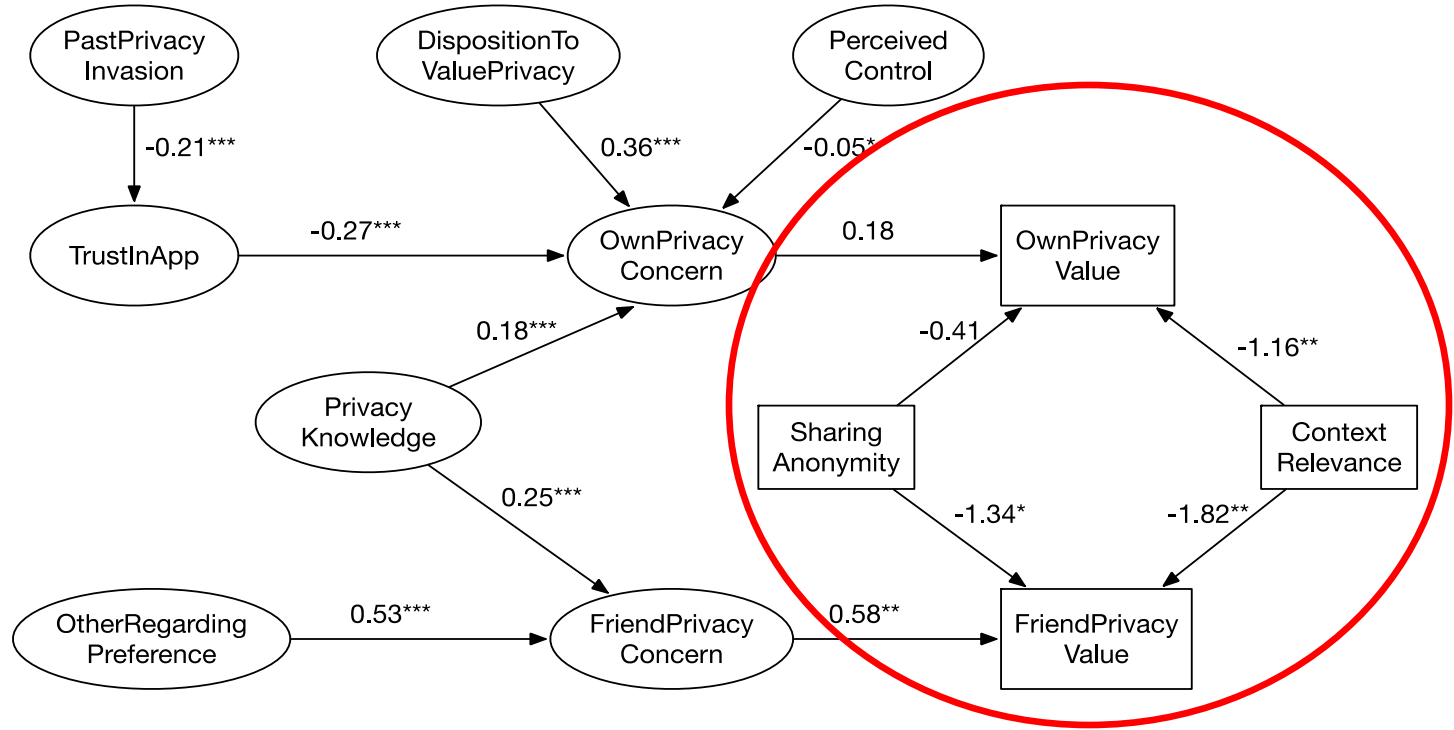 PastPrivacy
Invasion
DispositionTo
ValuePrivacy
Perceived
Control
-0.21***
0.36***
-0.05*
TrustInApp
-0.27***
OwnPrivacy
Concern
0.18
OwnPrivacy
Value
0.18***
-0.41
-1.16**
Privacy
Knowledge
Sharing
Anonymity
Context
Relevance
0.25***
-1.34*
-1.82**
OtherRegarding
Preference
0.53***
FriendPrivacy
Concern
0.58**
FriendPrivacy
Value